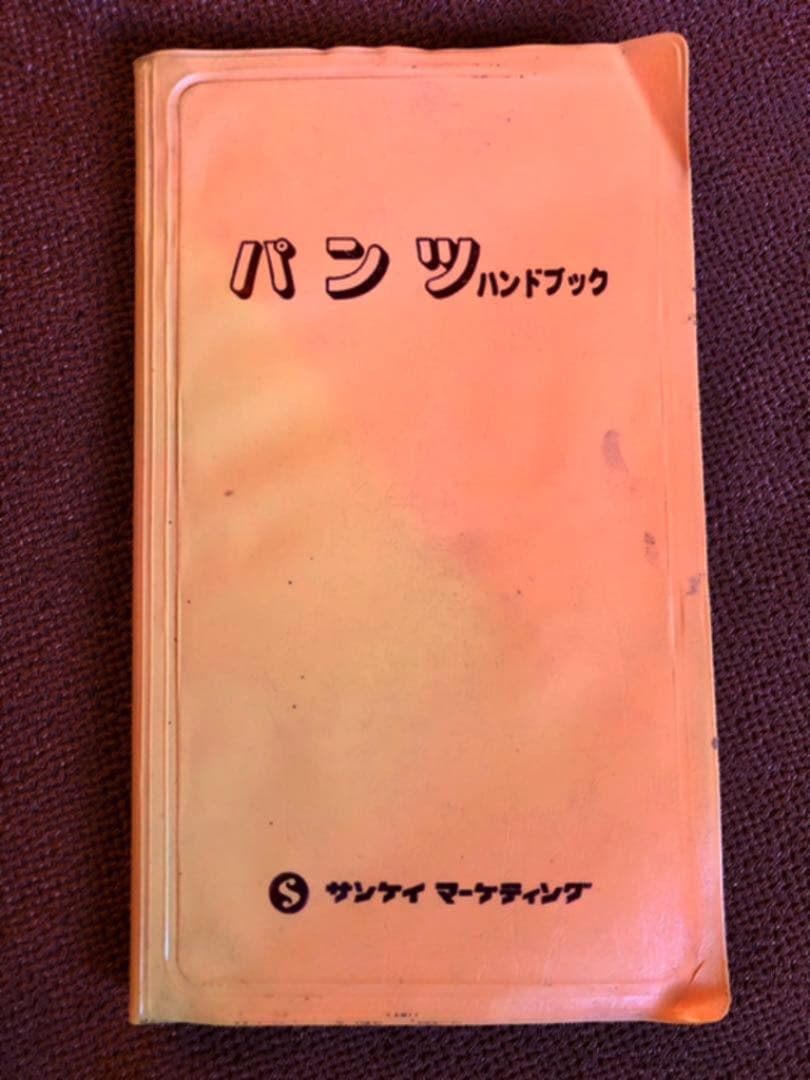 パンツハンドブック
S サンケイ マーケティング